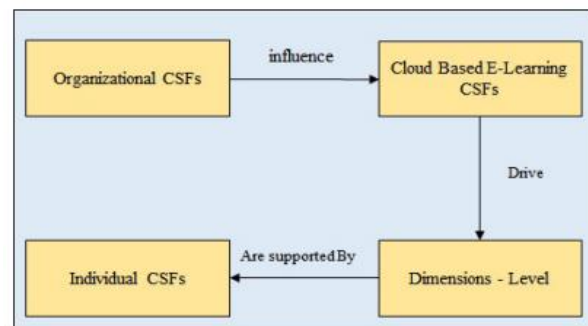 Organizational CSFs
influence
Cloud Based E-Learning
CSFs
Drive
Dimensions - Level
Are supported By
Individual CSFs